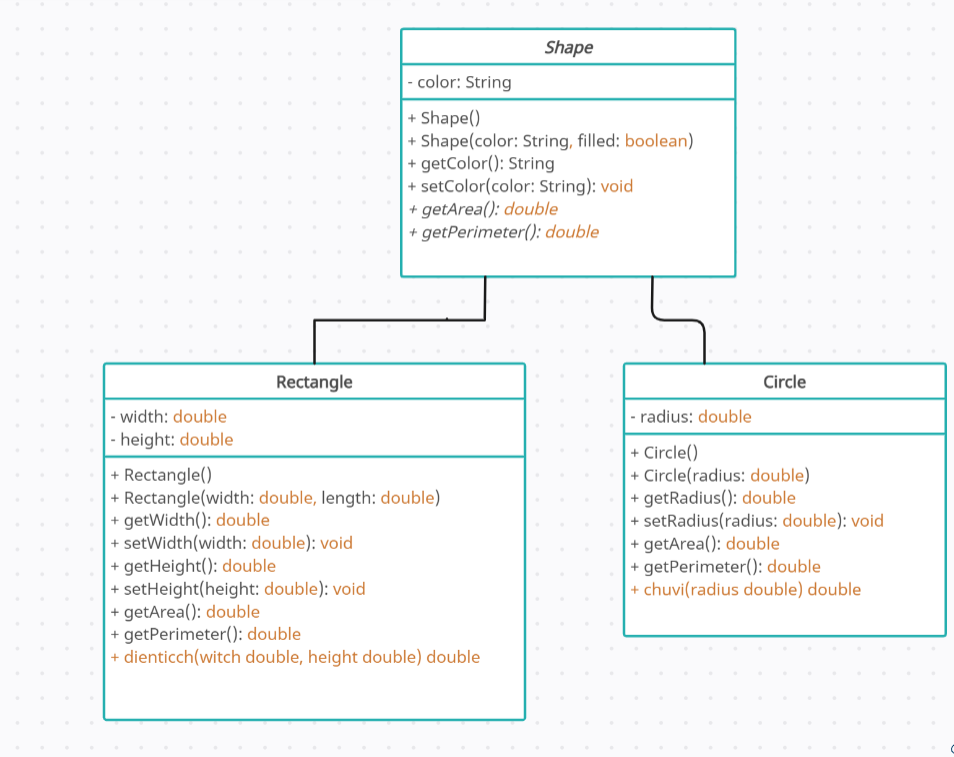 Shape
- color: String
+ Shape()
+ Shape(color: String, filled: boolean)
+ getColor(): String
+ setColor(color: String): void
+ getArea(): double
+ getPerimeter(): double
Rectangle
- width: double
- height: double
+ Rectangle()
+ Rectangle(width: double, length: double)
+ getWidth(): double
+ setWidth(width: double): void
+ getHeight(): double
+ setHeight(height: double): void
+ getArea(): double
+ getPerimeter(): double
+ dienticch(witch double, height double) double
Circle
- radius: double
+ Circle()
+ Circle(radius: double)
+ getRadius(): double
+ setRadius(radius: double): void
+ getArea(): double
+ getPerimeter(): double
+ chuvi(radius double) double